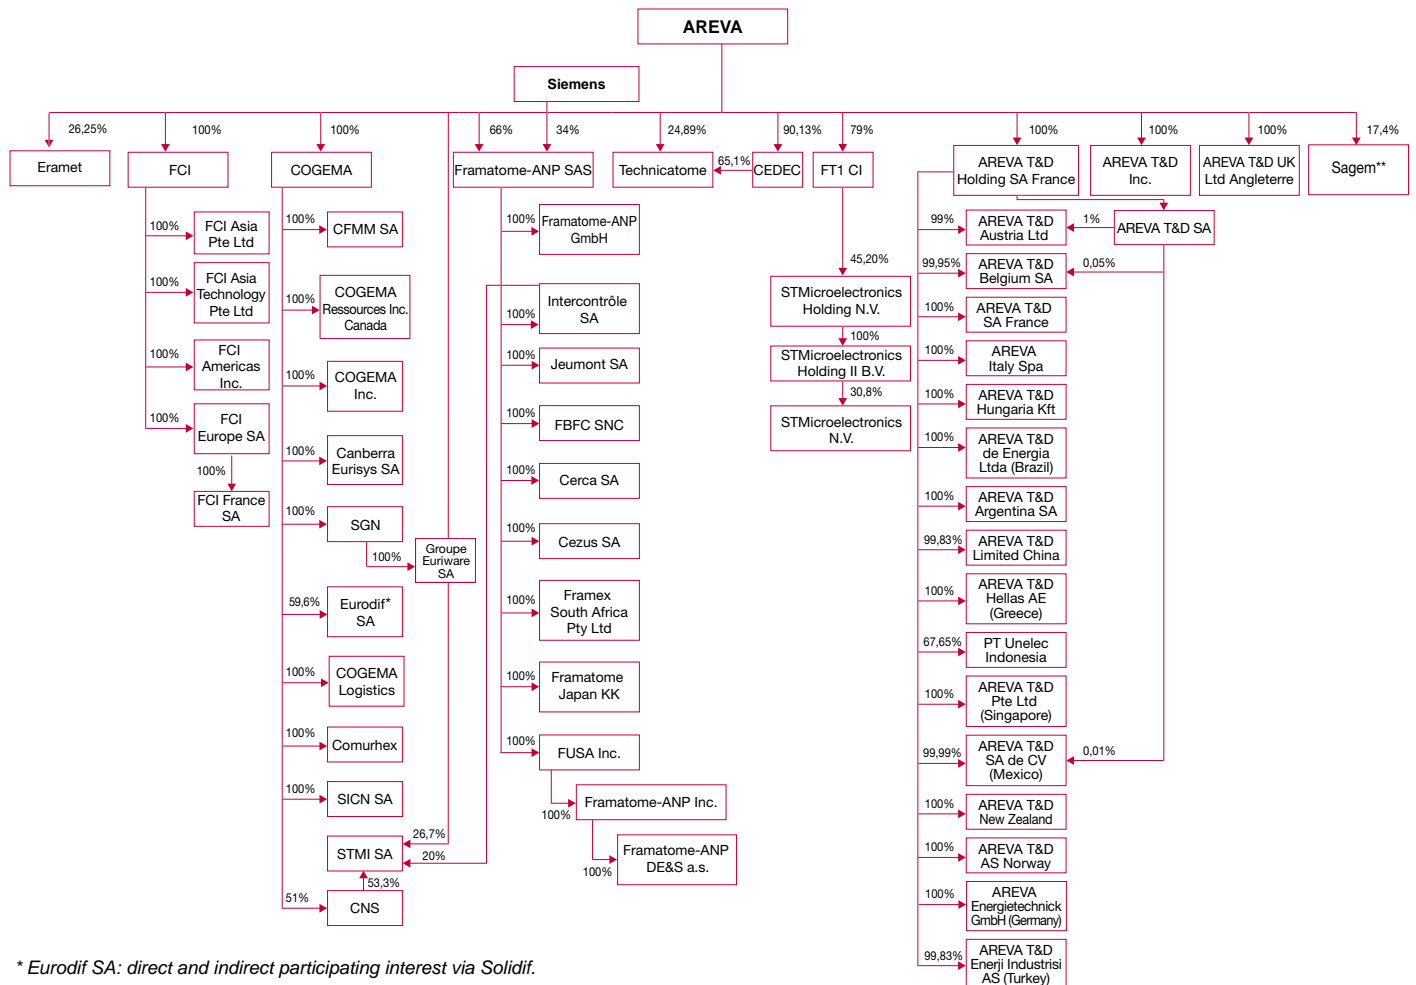 AREVA
Siemens
26,25%
100%
100%
66%
34%
24,89%
90,13%
79%
100%
100%
100%
17,4%
Eramet
FCI
COGEMA
Framatome-ANP SAS
Technicatome
65,1%
CEDEC
FT1 CI
AREVA T&D
Holding SA France
AREVA T&D
Inc.
AREVA T&D UK
Ltd Angleterre
Sagem**
100%
FCI Asia
Pte Ltd
100%
FCI Asia
Technology
Pte Ltd
100%
FCI
Americas
Inc.
100%
FCI
Europe SA
100%
FCI France
SA
100%
CFMM SA
100%
COGEMA
Ressources Inc.
Canada
100%
COGEMA
Inc.
100%
Canberra
Eurisys SA
100%
SGN
100%
Groupe
Euriware
SA
59,6%
Eurodif*
SA
100%
COGEMA
Logistics
100%
Comurhex
100%
SICN SA
STMI SA
26,7%
20%
53,3%
51%
CNS
100%
Framatome-ANP
GmbH
100%
Intercontrôle
SA
100%
Jeumont SA
100%
FBFC SNC
100%
Cerca SA
100%
Cezus SA
100%
Framex
South Africa
Pty Ltd
100%
Framatome
Japan KK
100%
FUSA Inc.
100%
Framatome-ANP Inc.
100%
Framatome-ANP
DE&S a.s.
45,20%
STMicroelectronics
Holding N.V.
100%
STMicroelectronics
Holding II B.V.
30,8%
STMicroelectronics
N.V.
99%
AREVA T&D
Austria Ltd
1%
AREVA T&D SA
99,95%
AREVA T&D
Belgium SA
0,05%
100%
AREVA T&D
SA France
100%
AREVA
Italy Spa
100%
AREVA T&D
Hungaria Kft
100%
AREVA T&D
de Energia
Ltda (Brazil)
100%
AREVA T&D
Argentina SA
99,83%
AREVA T&D
Limited China
100%
AREVA T&D
Hellas AE
(Greece)
67,65%
PT Unelec
Indonesia
100%
AREVA T&D
Pte Ltd
(Singapore)
99,99%
AREVA T&D
SA de CV
(Mexico)
0,01%
100%
AREVA T&D
New Zealand
100%
AREVA T&D
AS Norway
100%
AREVA
Energietechnick
GmbH (Germany)
99,83%
AREVA T&D
Enerji Industrisi
AS (Turkey)
* Eurodif SA: direct and indirect participating interest via Solidif.